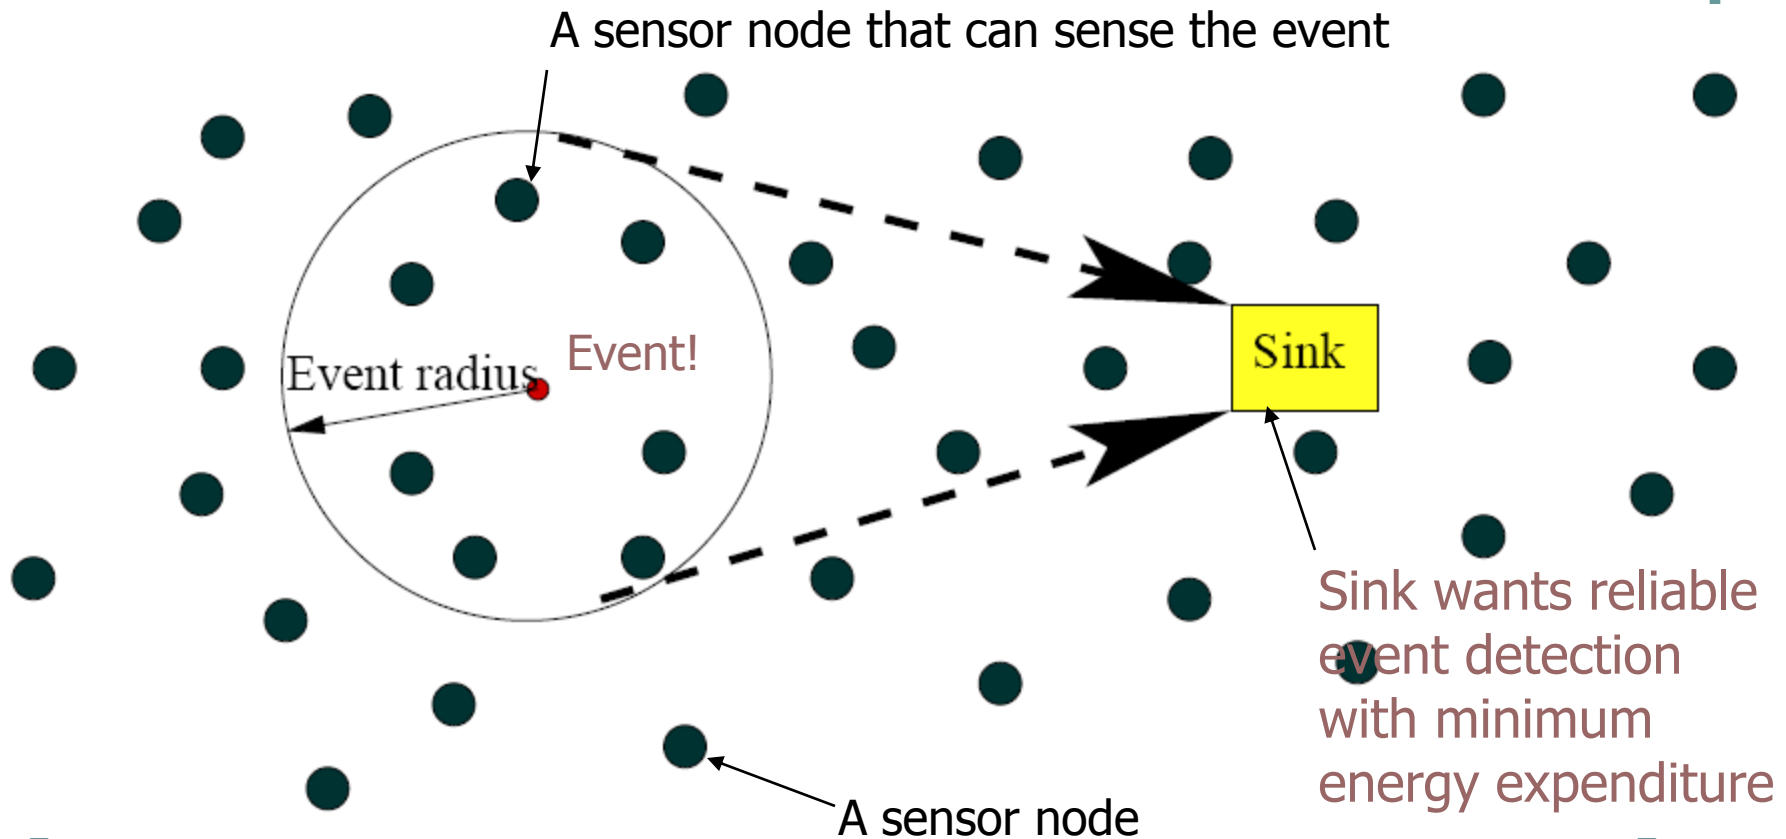 A sensor node that can sense the event
Event!
Event radius
Sink
Sink wants reliable
event detection
with minimum
energy expenditure
A sensor node